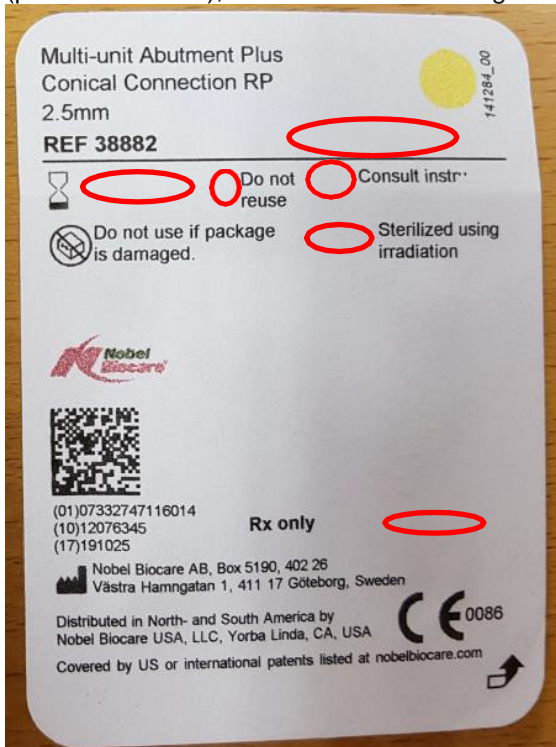 Multi-unit Abutment Plus
Conical Connection RP
2.5mm
141284_00
REF 38882
Do not
reuse
Consult instr
Do not use if package
is damaged.
Sterilized using
irradiation
Nobel
Biocare
(01)07332747116014
(10)12076345
(17)191025
Rx only
Nobel Biocare AB, Box 5190, 402 26
Västra Hamngatan 1, 411 17 Göteborg, Sweden
Distributed in North- and South America by
Nobel Biocare USA, LLC, Yorba Linda, CA, USA
CE 0086
Covered by US or international patents listed at nobelbiocare.com